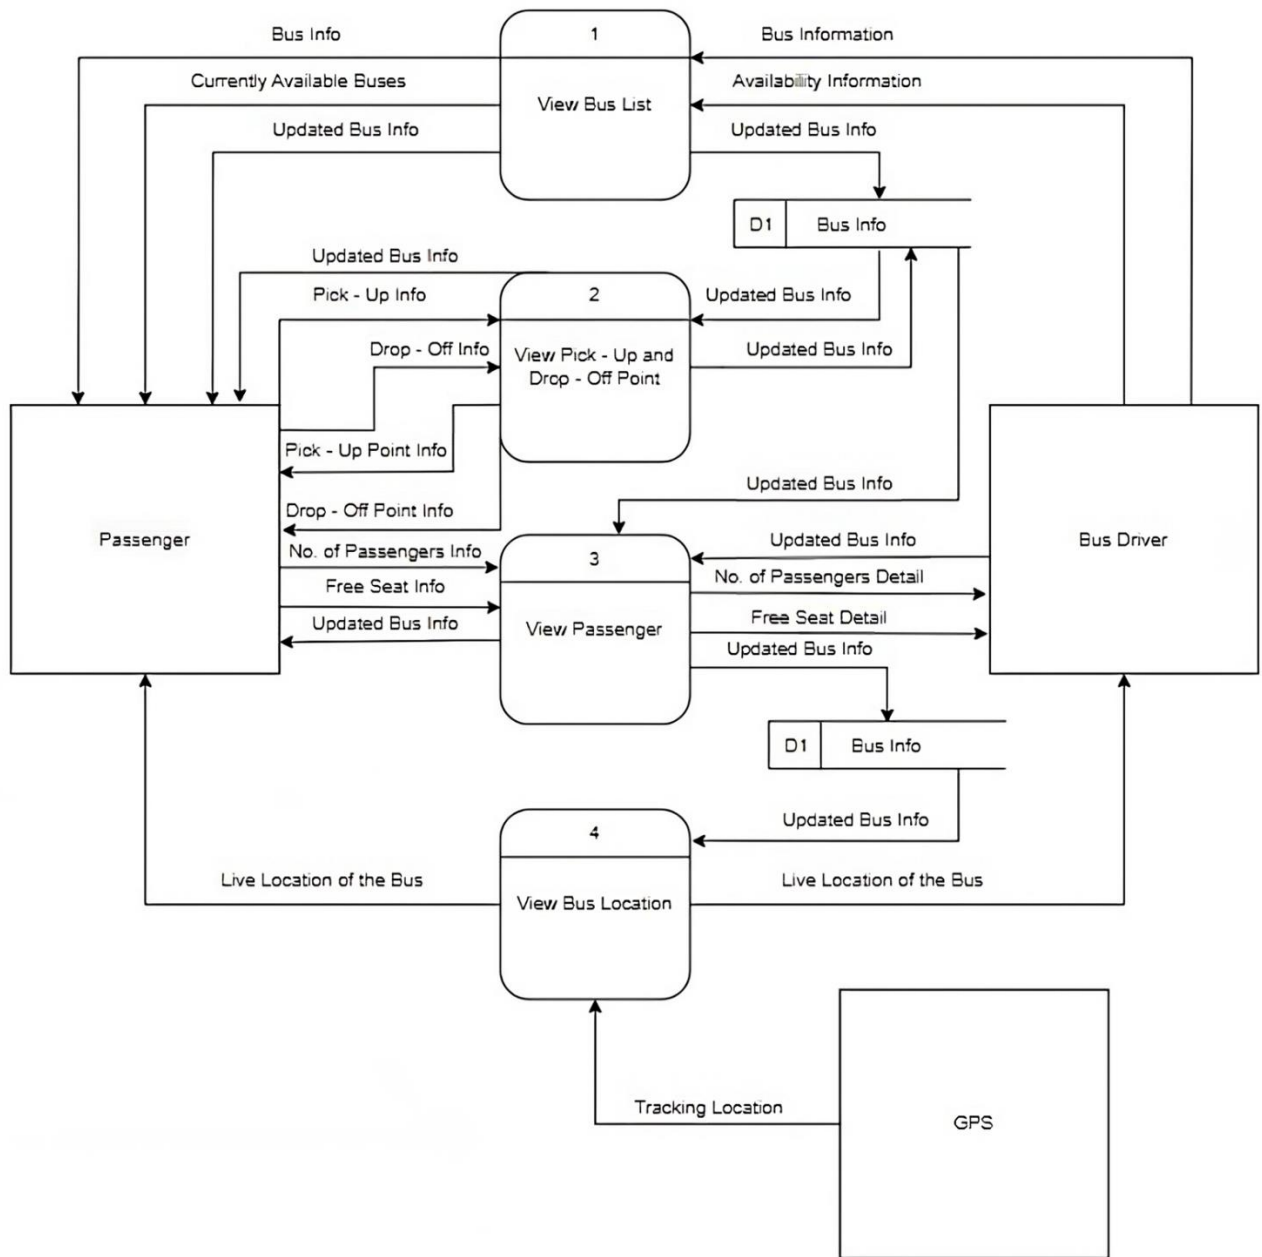 Bus Info
1
Bus Information
Currently Available Buses
View Bus List
Availability Information
Updated Bus Info
Updated Bus Info
D1
Bus Info
Updated Bus Info
Pick - Up Info
2
Updated Bus Info
Drop - Off Info
View Pick - Up and
Drop - Off Point
Updated Bus Info
Pick - Up Point Info
Updated Bus Info
Drop - Off Point Info
Passenger
Bus Driver
No. of Passengers Info
3
Updated Bus Info
Free Seat Info
No. of Passengers Detail
Updated Bus Info
View Passenger
Free Seat Detail
Updated Bus Info
D1
Bus Info
4
Updated Bus Info
Live Location of the Bus
View Bus Location
Live Location of the Bus
Tracking Location
GPS